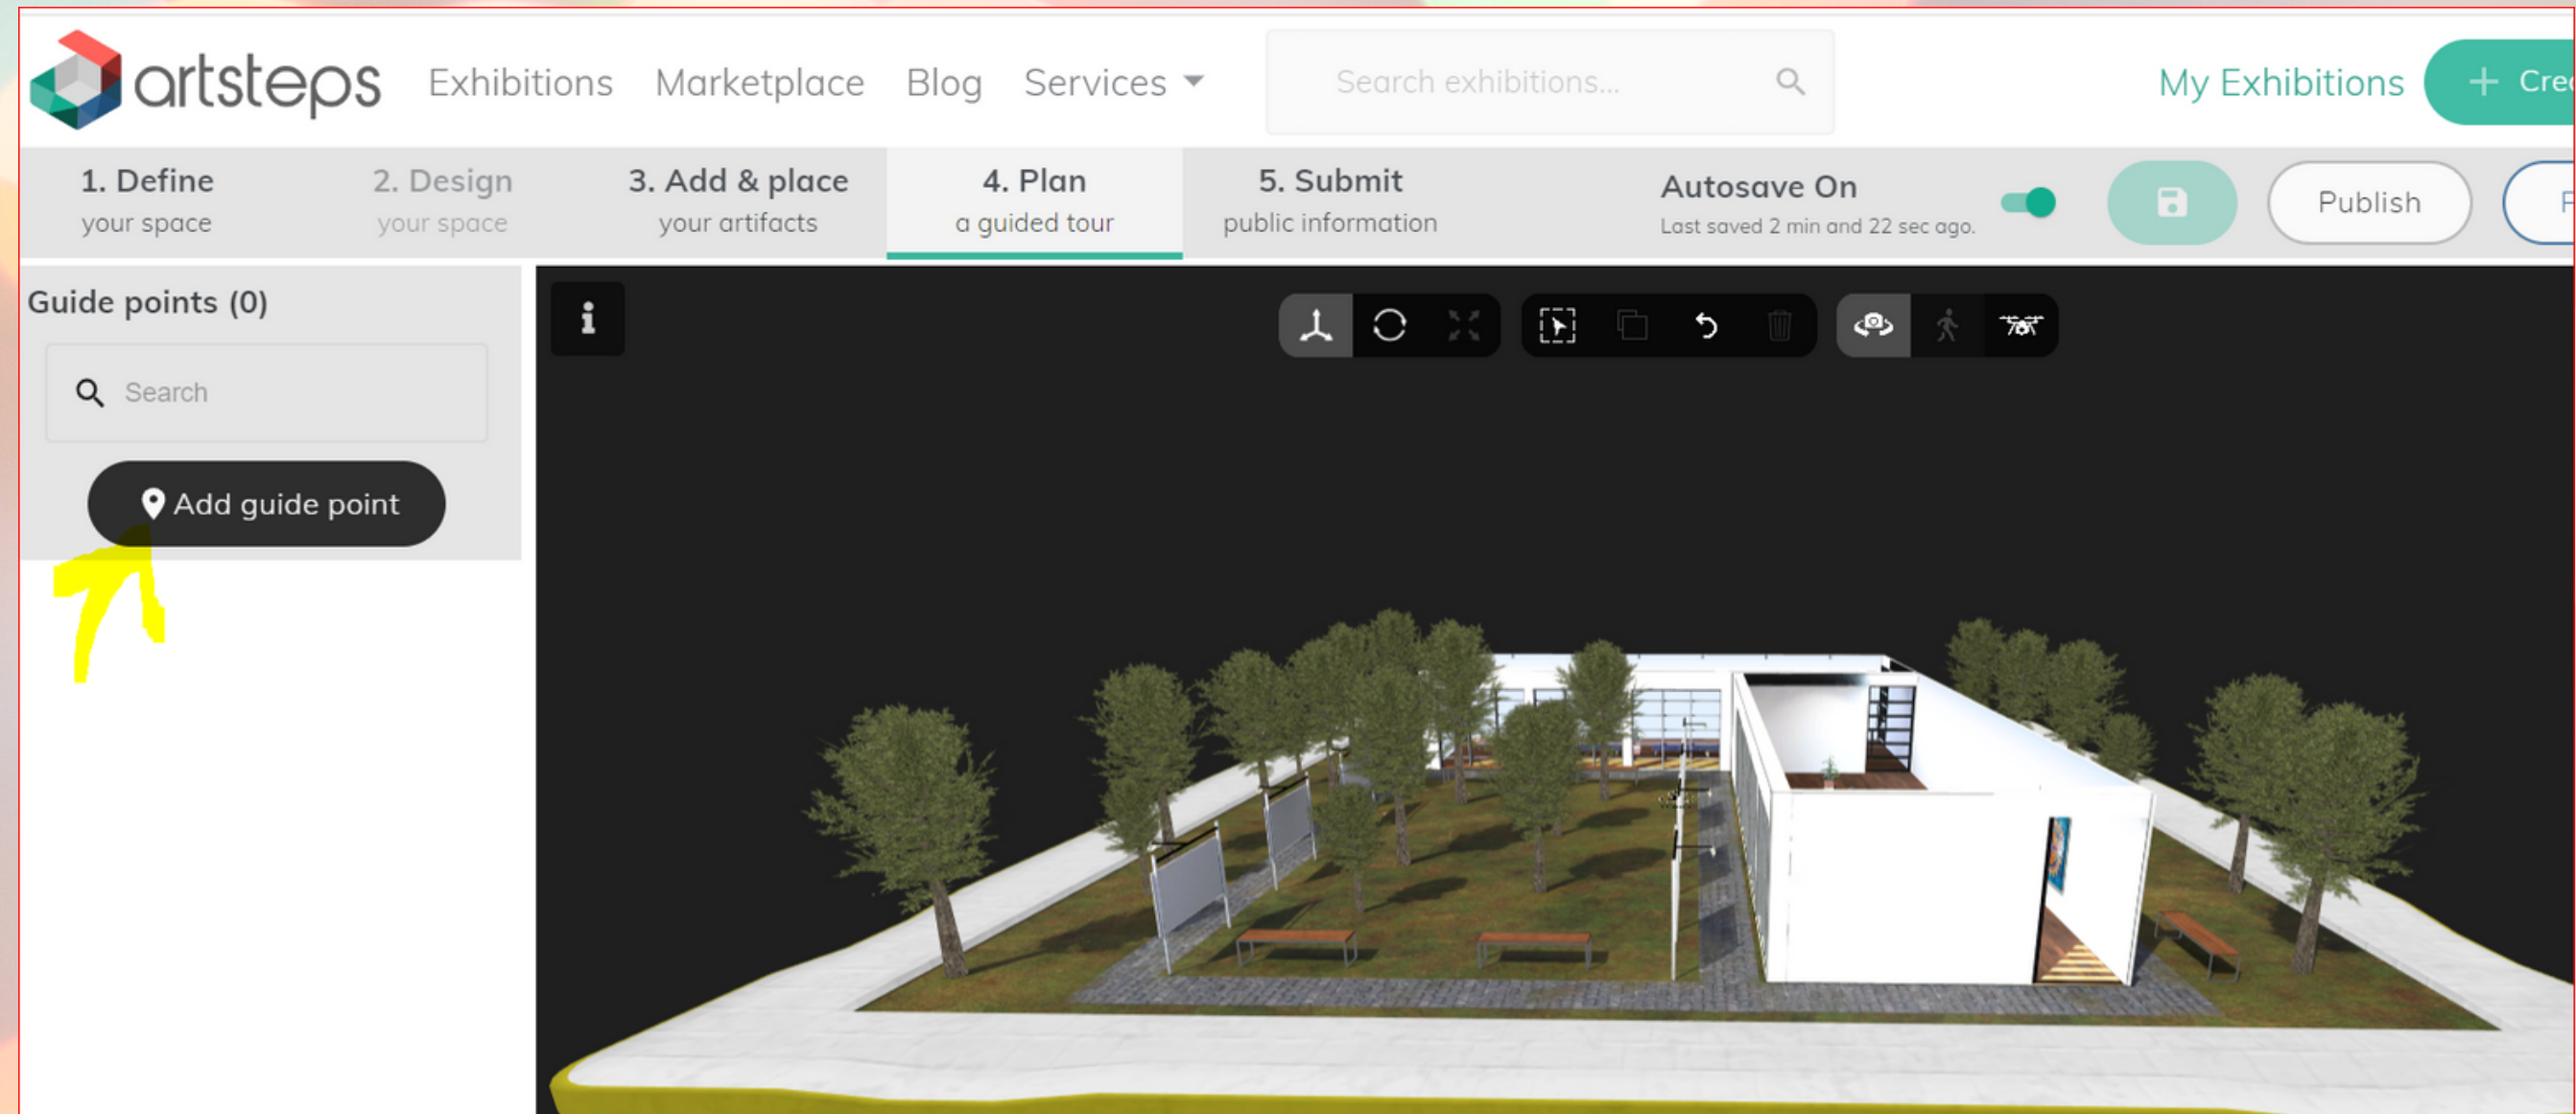 artsteps Exhibitions Marketplace Blog Services Search exhibitions... My Exhibitions + Crea
1. Define 2. Design 3. Add & place 4. Plan 5. Submit Autosave On Publish P
your space your space your artifacts a guided tour public information Last saved 2 min and 22 sec ago.
Guide points (0)
Search
Add guide point